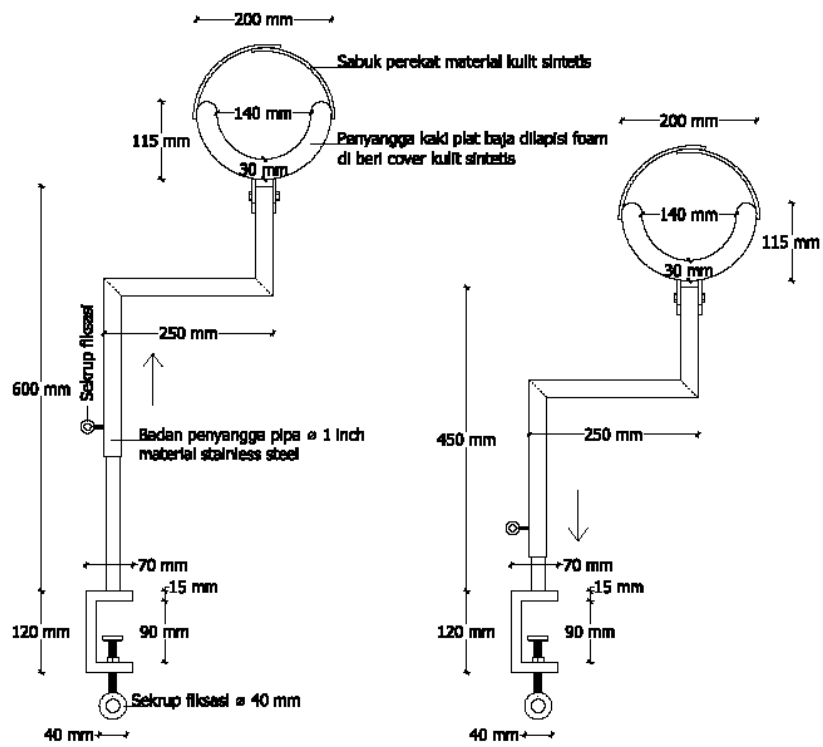 200 mm
Sabuk perekat material kulit sintetis
140 mm
115 mm
Penyangga kaki plat baja dilapisi foam
di beri cover kulit sintetis
30 mm
250 mm
600 mm
Sekrup fiksasi
Badan penyangga pipa ø 1 inch
material stainless steel
70 mm
15 mm
120 mm
90 mm
Sekrup fiksasi ø 40 mm
40 mm
200 mm
140 mm
115 mm
30 mm
450 mm
250 mm
70 mm
15 mm
120 mm
90 mm
40 mm